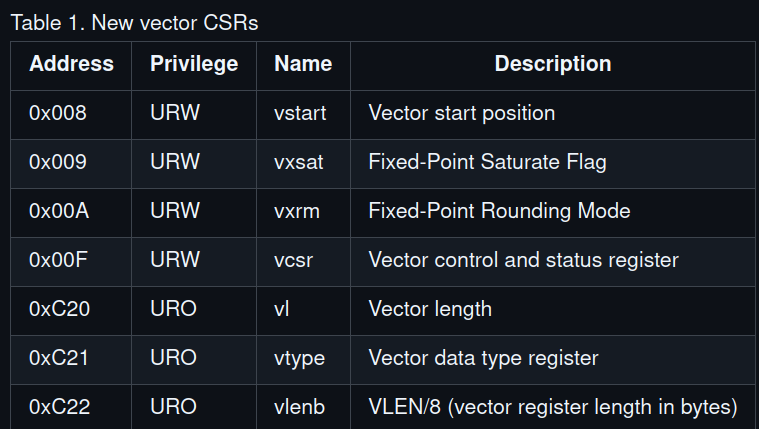 Table 1. New vector CSRs
Address Privilege Name Description
0x008 URW vstart Vector start position
0x009 URW vxsat Fixed-Point Saturate Flag
0x00A URW vxrm Fixed-Point Rounding Mode
0x00F URW vcsr Vector control and status register
0xC20 URO vl Vector length
0xC21 URO vtype Vector data type register
0xC22 URO vlenb VLEN/8 (vector register length in bytes)